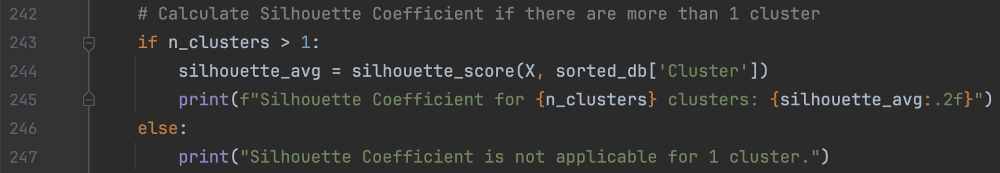 242 # Calculate Silhouette Coefficient if there are more than 1 cluster
243 if n_clusters > 1:
244 silhouette_avg = silhouette_score(X, sorted_db['Cluster'])
245 print(f"Silhouette Coefficient for {n_clusters} clusters: {silhouette_avg:.2f}")
246 else:
247 print("Silhouette Coefficient is not applicable for 1 cluster.")